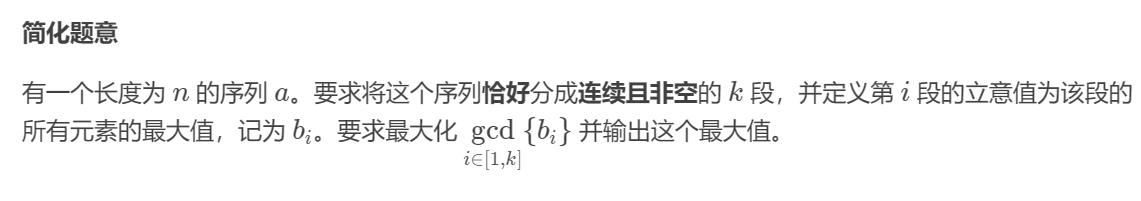 简化题意
有一个长度为 n 的序列 a。要求将这个序列恰好分成连续且非空的 k 段，并定义第 i 段的立意值为该段的
所有元素的最大值，记为 b_i。要求最大化 gcd {b_i} 并输出这个最大值。
i∈[1,k]